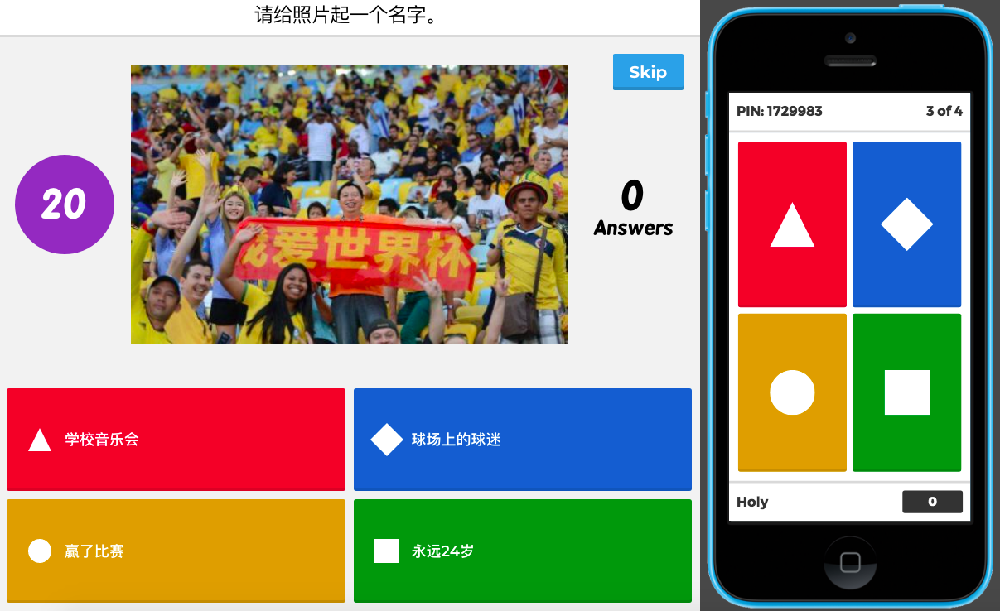 请给照片起一个名字。
Skip
20
我爱世界杯
0
Answers
学校音乐会
球场上的球迷
赢了比赛
永远24岁
PIN: 1729983
3 of 4
Holy
0